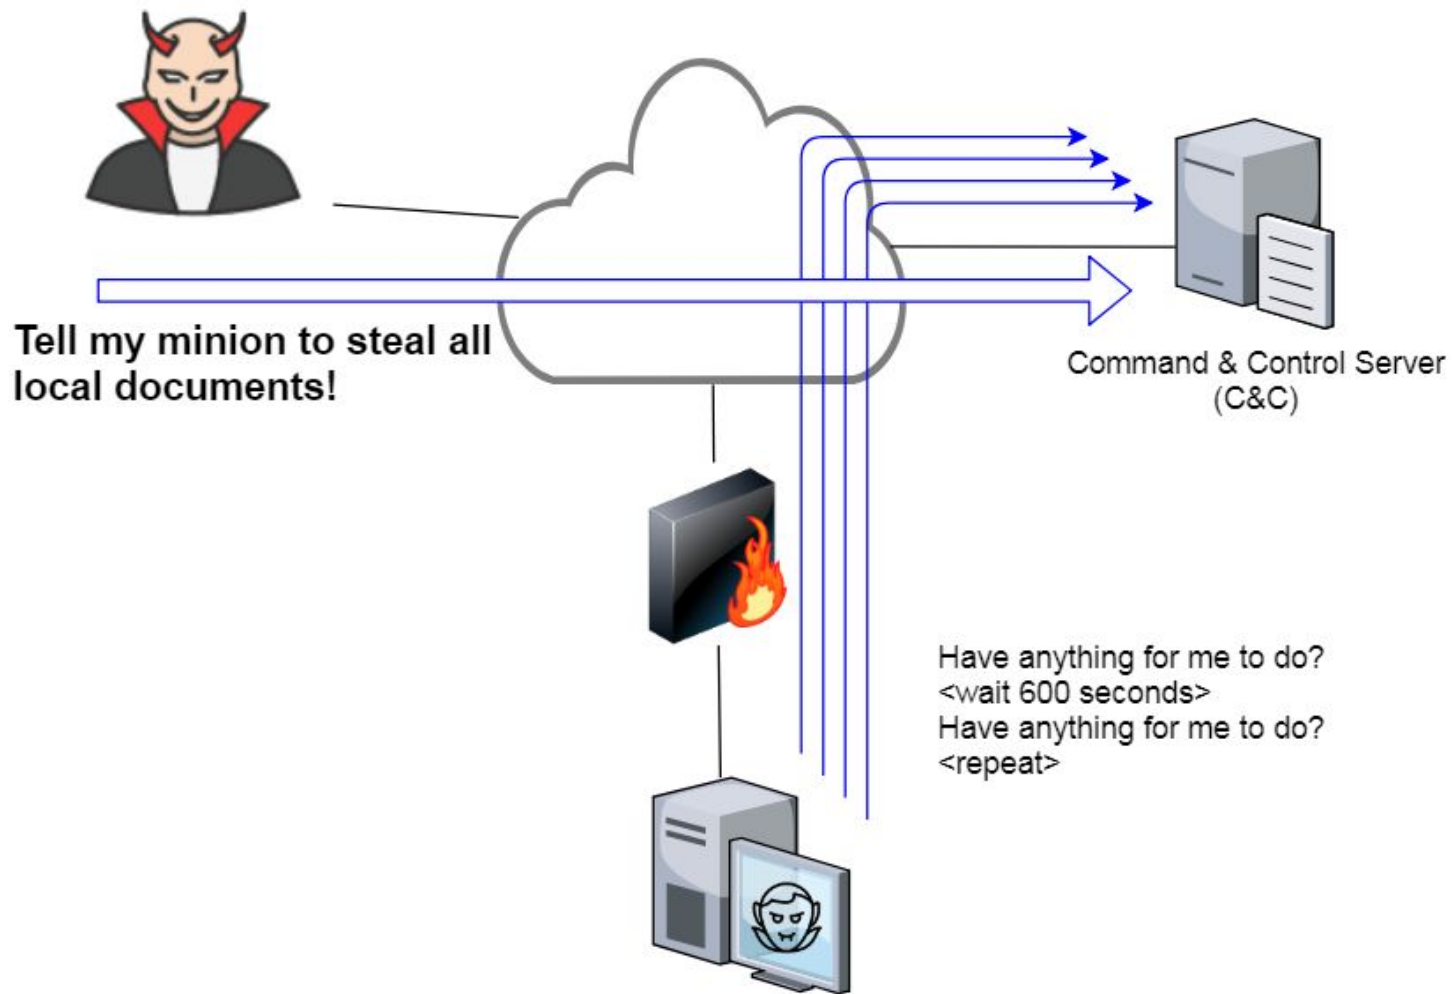 Tell my minion to steal all
local documents!
Command & Control Server
(C&C)
Have anything for me to do?
<wait 600 seconds>
Have anything for me to do?
<repeat>